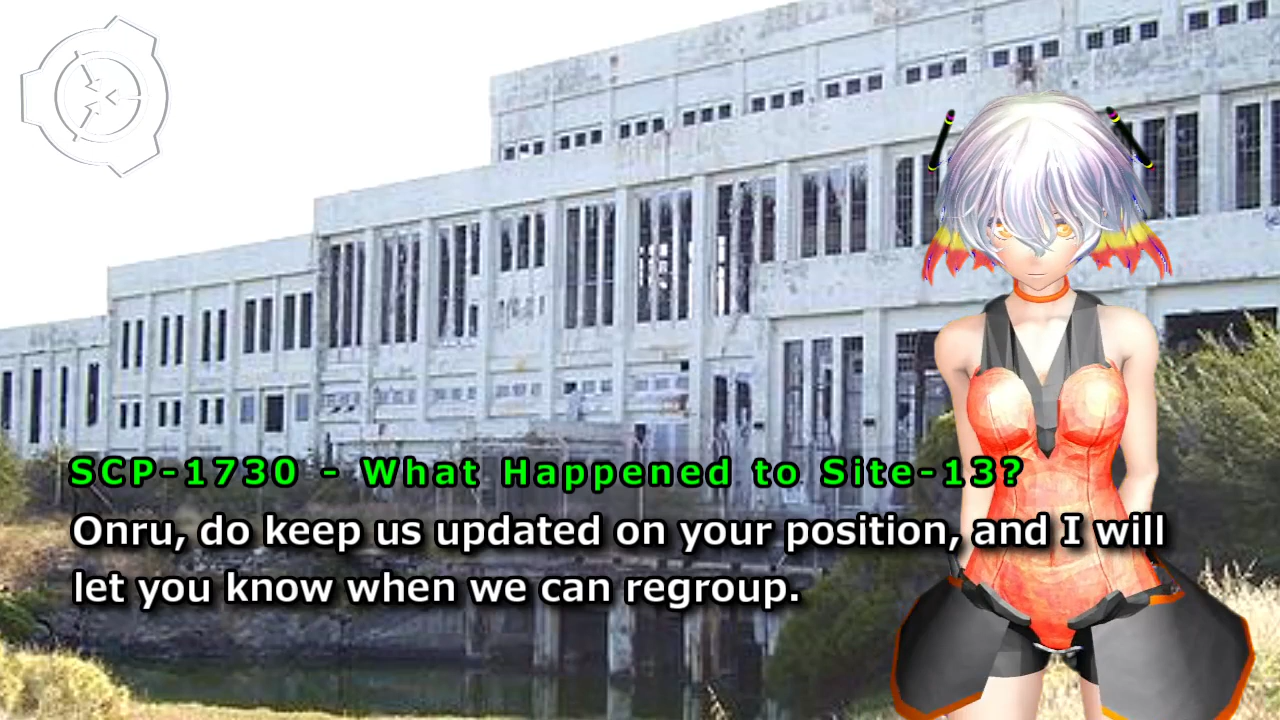 SCP-1730 - What Happened to Site-13?
Onru, do keep us updated on your position, and I will
let you know when we can regroup.